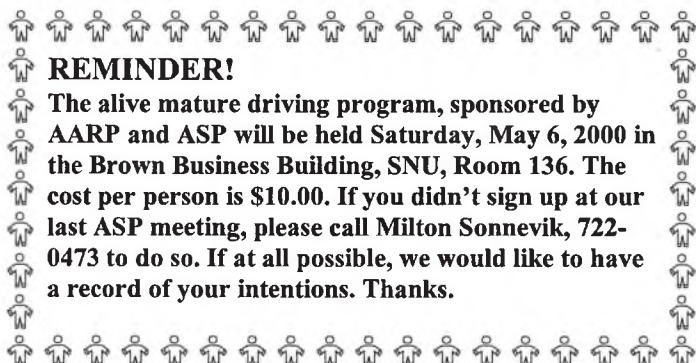 REMINDER!
The alive mature driving program, sponsored by
AARP and ASP will be held Saturday, May 6, 2000 in
the Brown Business Building, SNU, Room 136. The
cost per person is $10.00. If you didn't sign up at our
last ASP meeting, please call Milton Sonnevik, 722-
0473 to do so. If at all possible, we would like to have
a record of your intentions. Thanks.